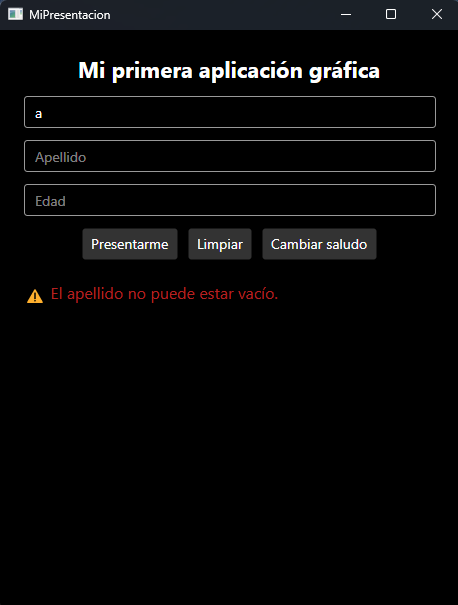 MiPresentacion
Mi primera aplicación gráfica
a
Apellido
Edad
Presentarme Limpiar Cambiar saludo
⚠ El apellido no puede estar vacío.